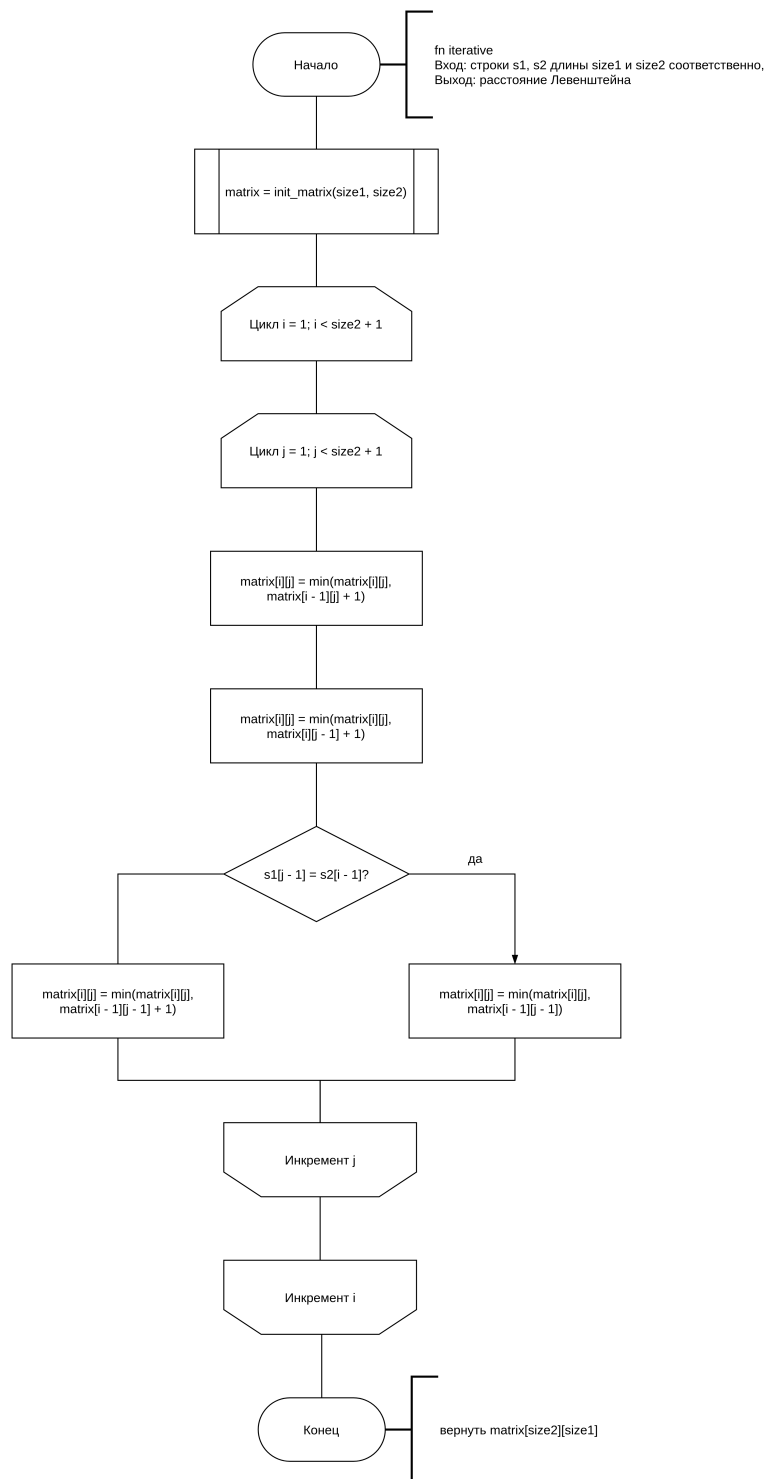 Начало
fn iterative
Вход: строки s1, s2 длины size1 и size2 соответственно,
Выход: расстояние Левенштейна
matrix = init_matrix(size1, size2)
Цикл i = 1; i < size2 + 1
Цикл j = 1; j < size2 + 1
matrix[i][j] = min(matrix[i][j],
matrix[i - 1][j] + 1)
matrix[i][j] = min(matrix[i][j],
matrix[i][j - 1] + 1)
s1[j - 1] = s2[i - 1]?
да
matrix[i][j] = min(matrix[i][j],
matrix[i - 1][j - 1] + 1)
matrix[i][j] = min(matrix[i][j],
matrix[i - 1][j - 1])
Инкремент j
Инкремент i
Конец
вернуть matrix[size2][size1]